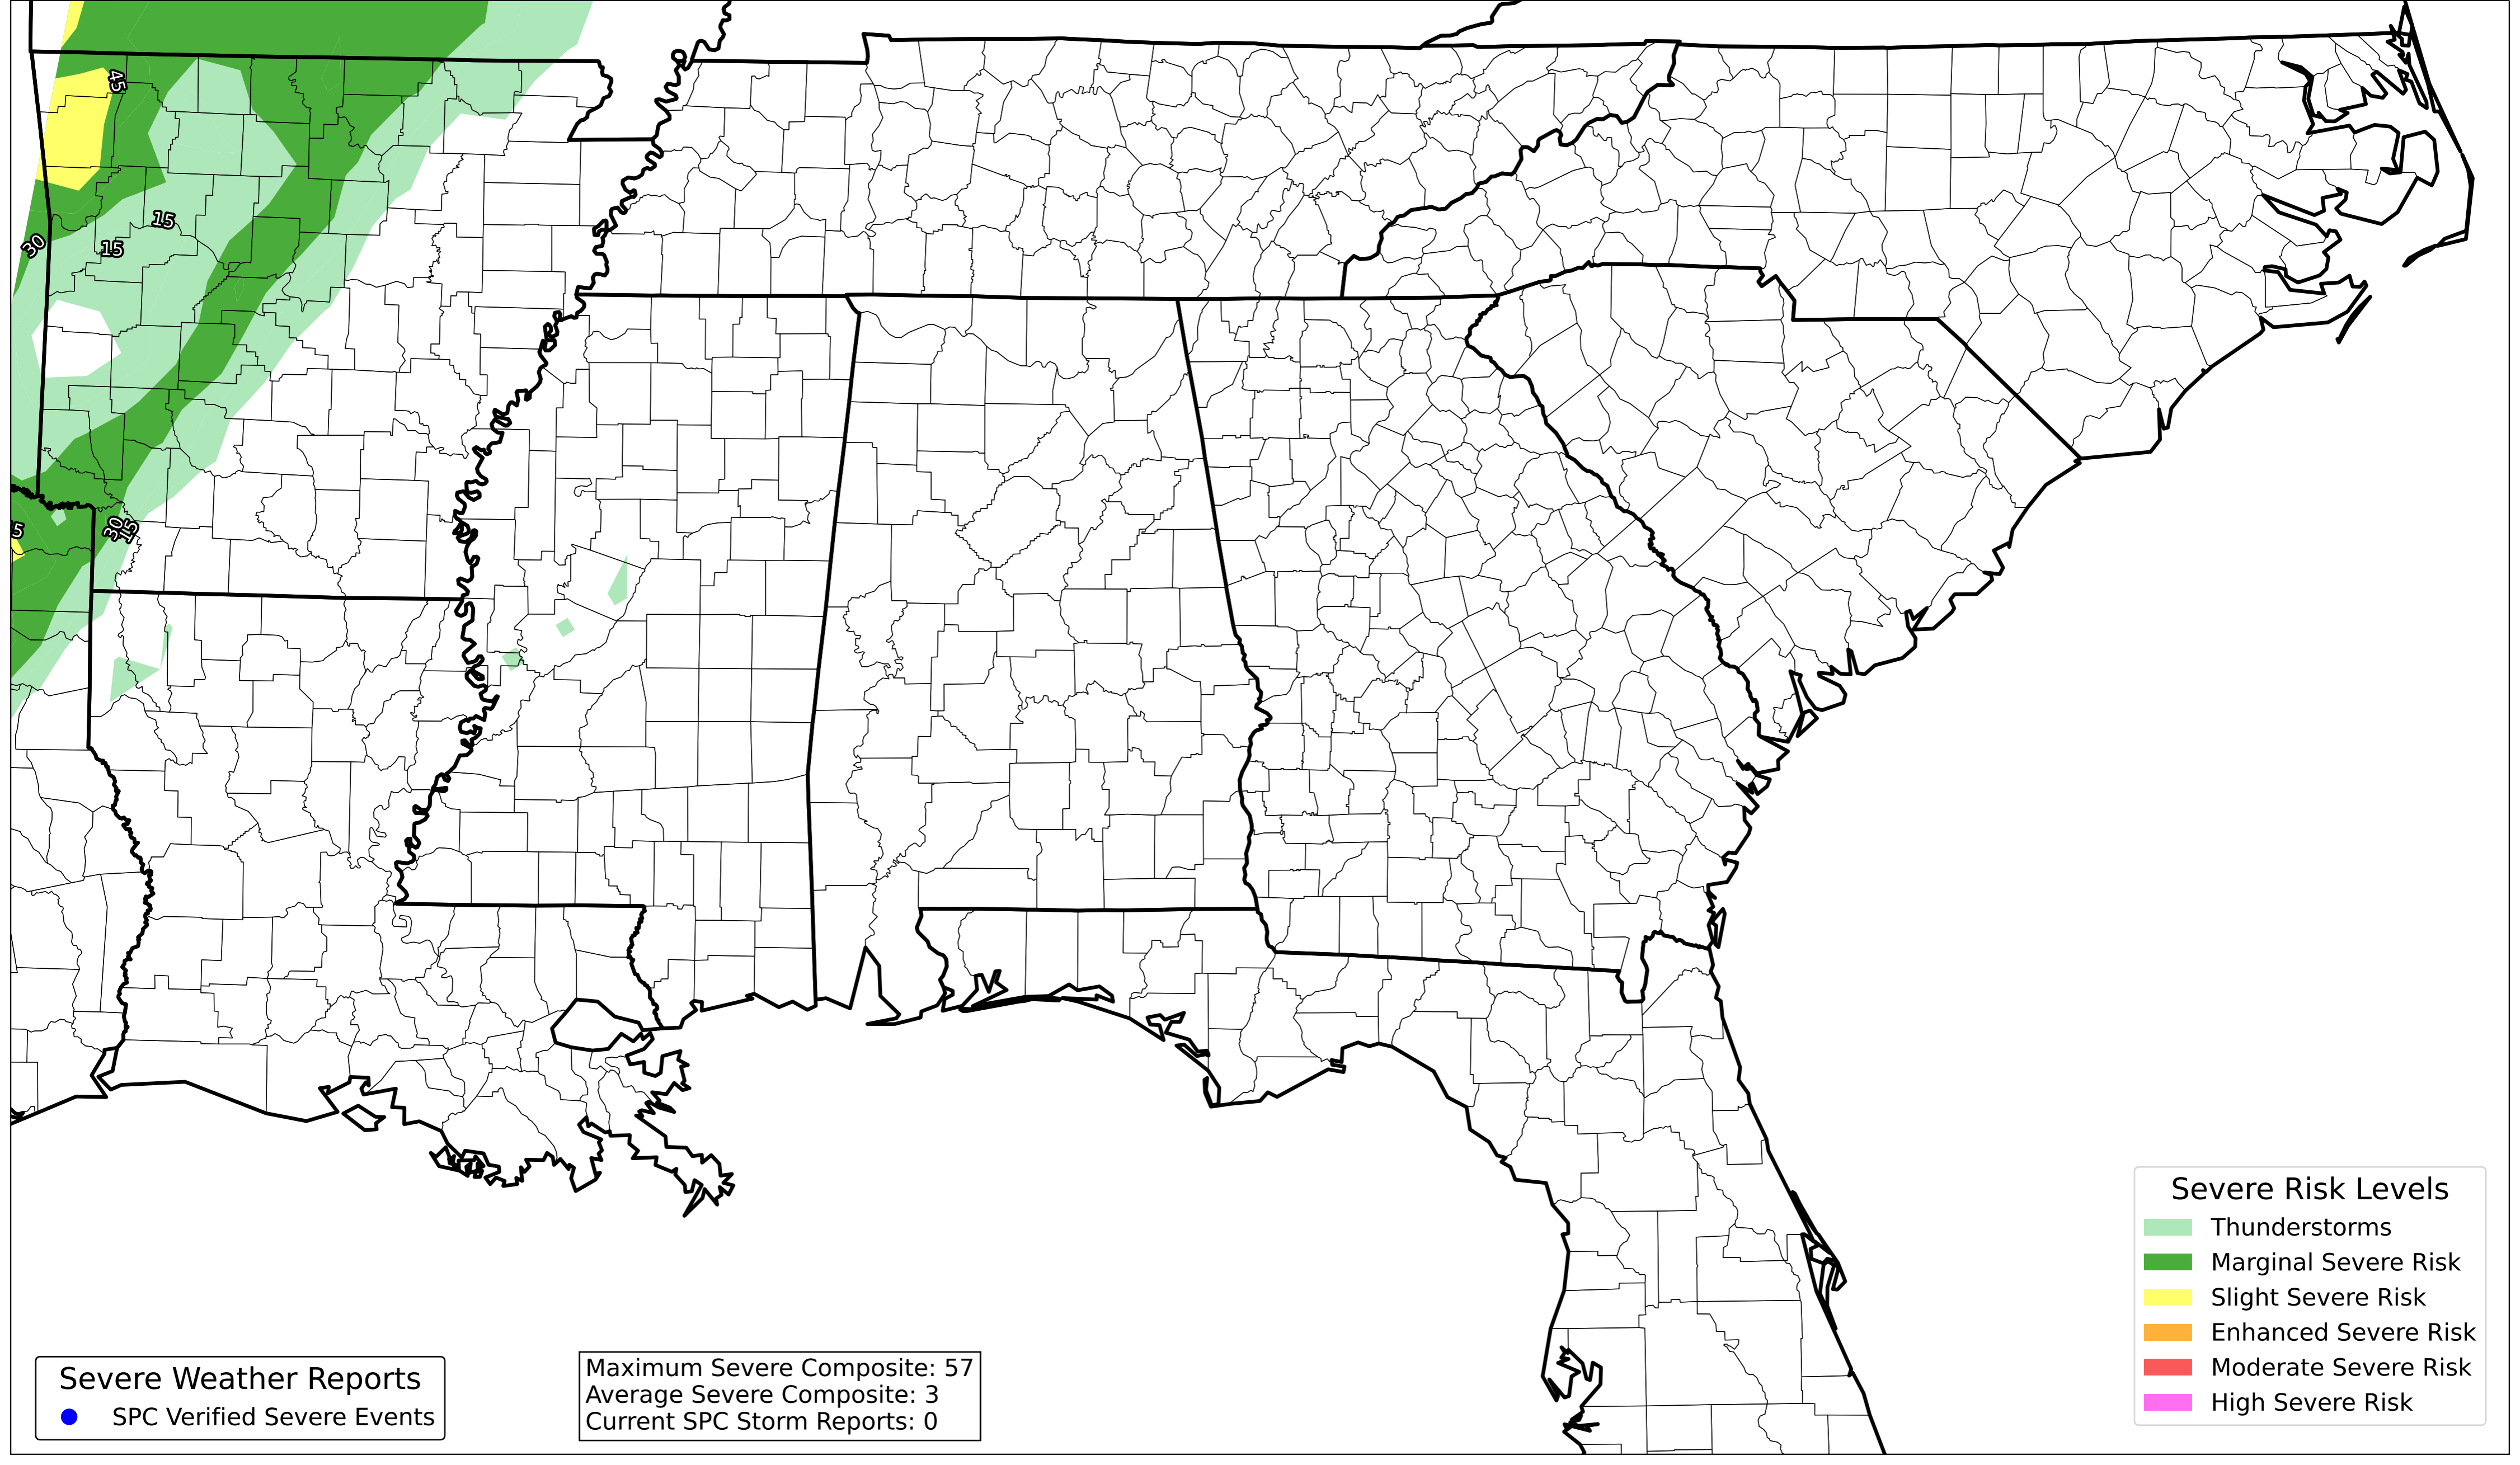 45
15
15
30
30
15
Severe Risk Levels
Thunderstorms
Marginal Severe Risk
Slight Severe Risk
Enhanced Severe Risk
Moderate Severe Risk
High Severe Risk
Severe Weather Reports
SPC Verified Severe Events
Maximum Severe Composite: 57
Average Severe Composite: 3
Current SPC Storm Reports: 0